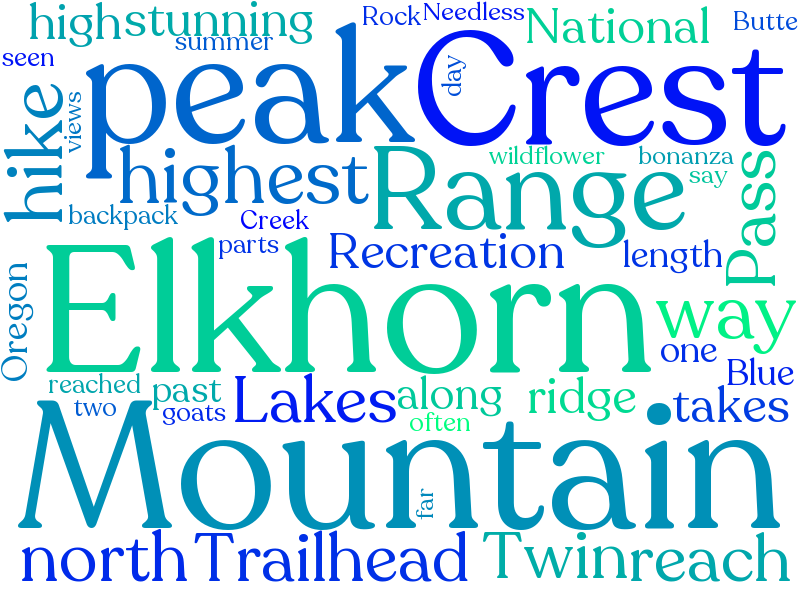 high
stunning
Rock
Needless
National
Butte
seen
summer
peak
Crest
day
views
hike
highest
Range
wildflower
bonanza
say
Pass
backpack
Creek
parts
Recreation
length
Elkhorn
Oregon
way
one
Blue
reached
past
two
goats
Lakes
along
often
ridge
takes
Mountain
far
north
Trailhead
Twin
reach